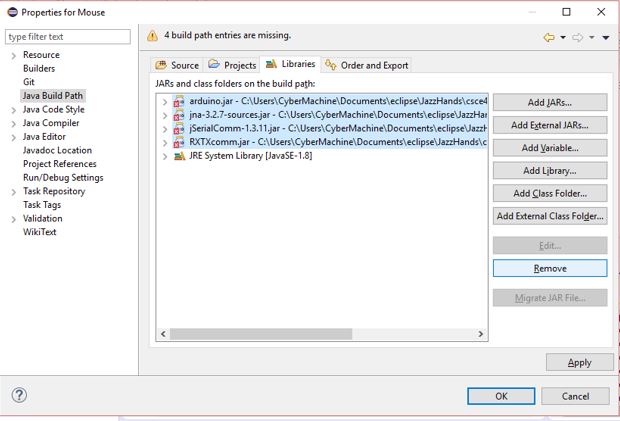 Properties for Mouse
type filter text
4 build path entries are missing.
Resource
Builders
Git
Java Build Path
Java Code Style
Java Compiler
Java Editor
Javadoc Location
Project References
Run/Debug Settings
Task Repository
Task Tags
Validation
WikiText
Source
Projects
Libraries
Order and Export
JARs and class folders on the build path:
arduino.jar - C:\Users\CyberMachine\Documents\eclipse\JazzHands\csce4
jna-3.2.7-sources.jar - C:\Users\CyberMachine\Documents\eclipse\JazzH
jSerialComm-1.3.11.jar - C:\Users\CyberMachine\Documents\eclipse\Jazz
RXTXcomm.jar - C:\Users\CyberMachine\Documents\eclipse\JazzHands\c
JRE System Library [JavaSE-1.8]
Add JARs...
Add External JARs...
Add Variable...
Add Library...
Add Class Folder...
Add External Class Folder...
Edit...
Remove
Migrate JAR File...
Apply
OK
Cancel